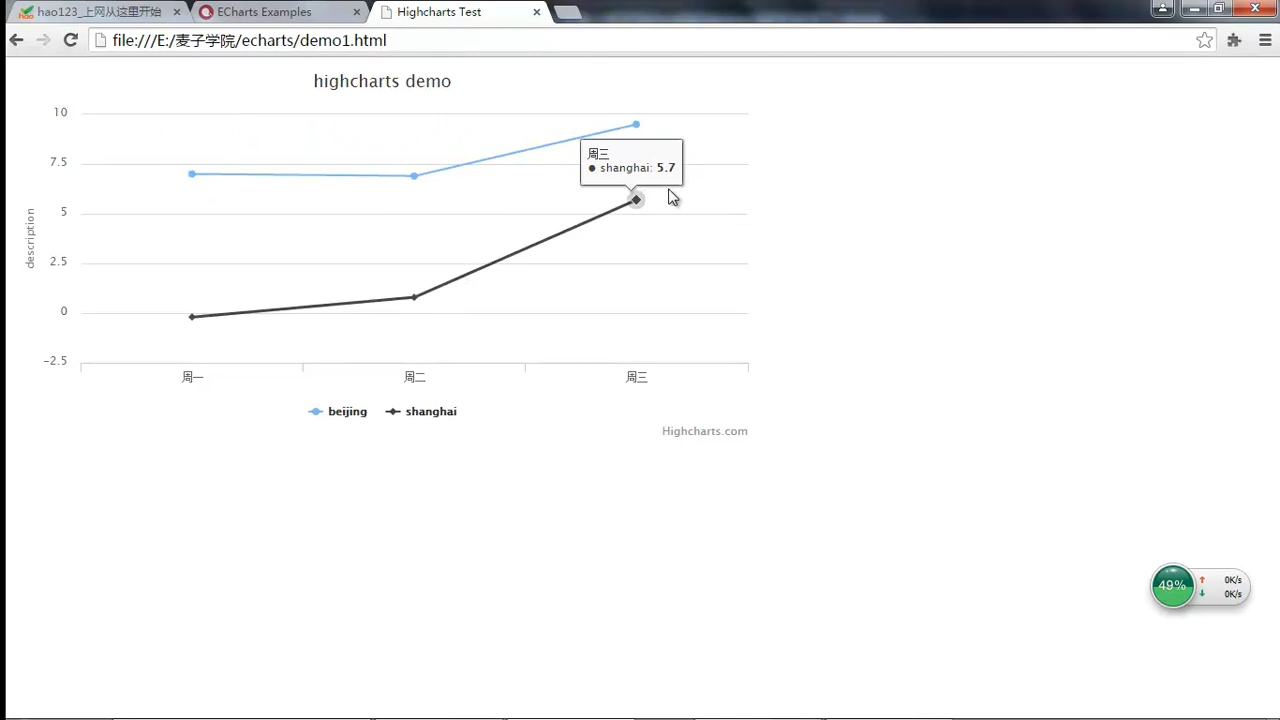 hao123_上网从这里开始
ECharts Examples
Highcharts Test
file:///E:/麦子学院/echarts/demo1.html
highcharts demo
10
7.5
5
2.5
0
-2.5
description
周三
shanghai: 5.7
周一
周二
周三
beijing
shanghai
Highcharts.com
49%
0K/s
0K/s